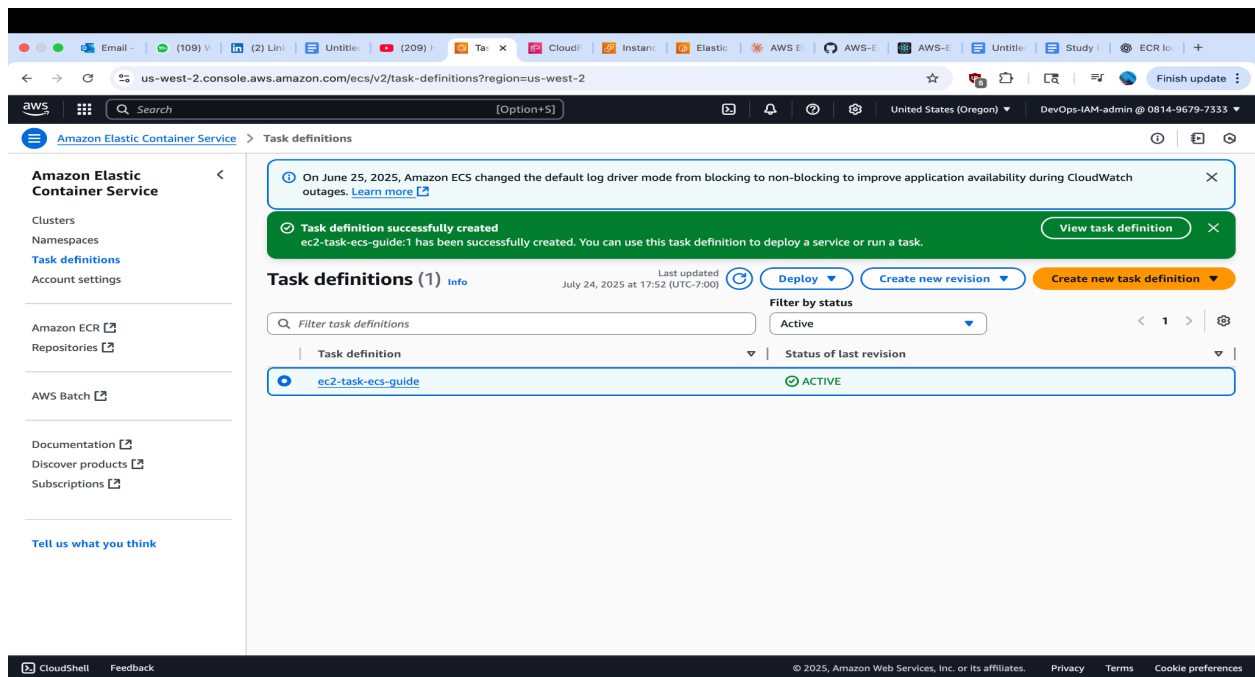 Email –
(109) V
(2) Link
Untitled
(209) H
Tas
CloudF
Instanc
Elastic
AWS E
AWS-E
AWS-E
Untitle
Study
ECR lo
us-west-2.console.aws.amazon.com/ecs/v2/task-definitions?region=us-west-2
5
Finish update
aws
Search
[Option+S]
United States (Oregon)
DevOps-IAM-admin @ 0814-9679-7333
Amazon Elastic Container Service > Task definitions
Amazon Elastic
Container Service
Clusters
Namespaces
Task definitions
Account settings
Amazon ECR
Repositories
AWS Batch
Documentation
Discover products
Subscriptions
Tell us what you think
On June 25, 2025, Amazon ECS changed the default log driver mode from blocking to non-blocking to improve application availability during CloudWatch
outages. Learn more
Task definition successfully created
ec2-task-ecs-guide:1 has been successfully created. You can use this task definition to deploy a service or run a task.
View task definition
Task definitions (1) Info
Last updated
July 24, 2025 at 17:52 (UTC-7:00)
Deploy
Create new revision
Create new task definition
Filter by status
Filter task definitions
Active
1
Task definition
Status of last revision
ec2-task-ecs-guide
ACTIVE
CloudShell
Feedback
© 2025, Amazon Web Services, Inc. or its affiliates.
Privacy
Terms
Cookie preferences